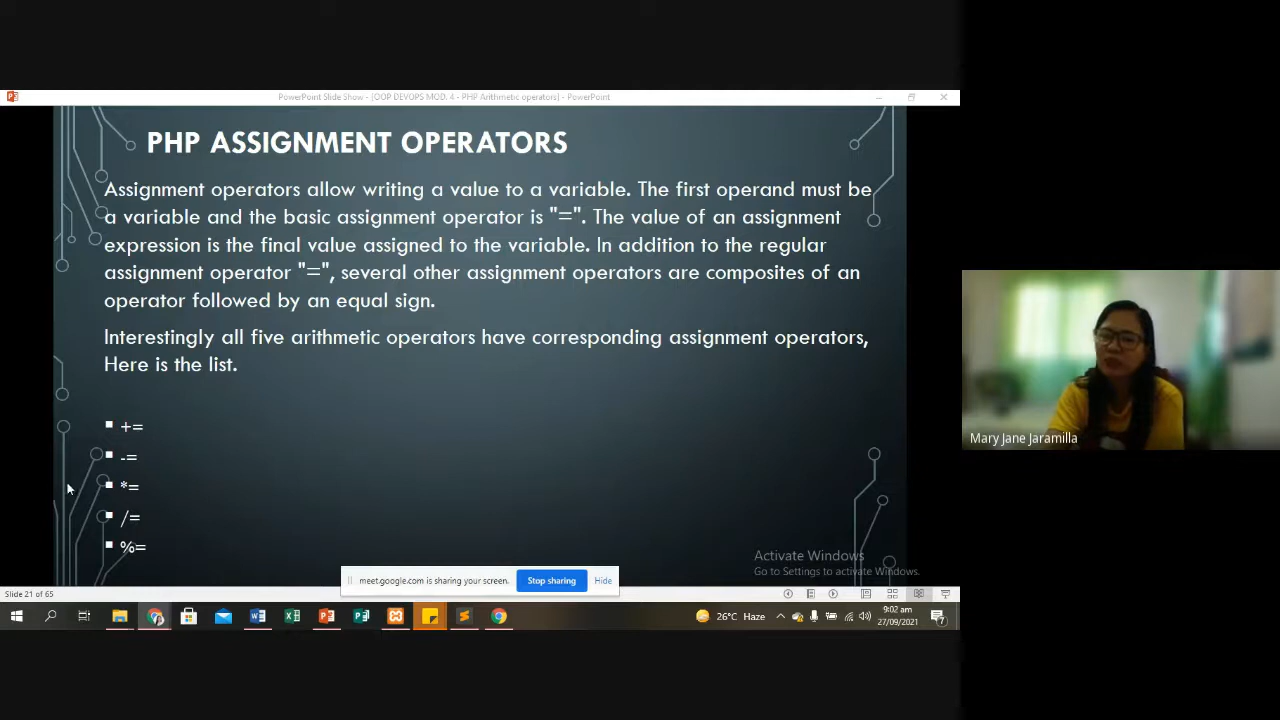 PowerPoint Slide Show - [OOP DEVOPS MOD. 4 - PHP Arithmetic operators] - PowerPoint
PHP ASSIGNMENT OPERATORS
Assignment operators allow writing a value to a variable. The first operand must be
a variable and the basic assignment operator is "=". The value of an assignment
expression is the final value assigned to the variable. In addition to the regular
assignment operator "=", several other assignment operators are composites of an
operator followed by an equal sign.
Interestingly all five arithmetic operators have corresponding assignment operators,
Here is the list.
+=
-=
*=
/=
%=
Mary Jane Jaramilla
Activate Windows
Go to Settings to activate Windows.
meet.google.com is sharing your screen.
Stop sharing
Hide
Slide 21 of 65
26°C Haze
9:02 am
27/09/2021
7